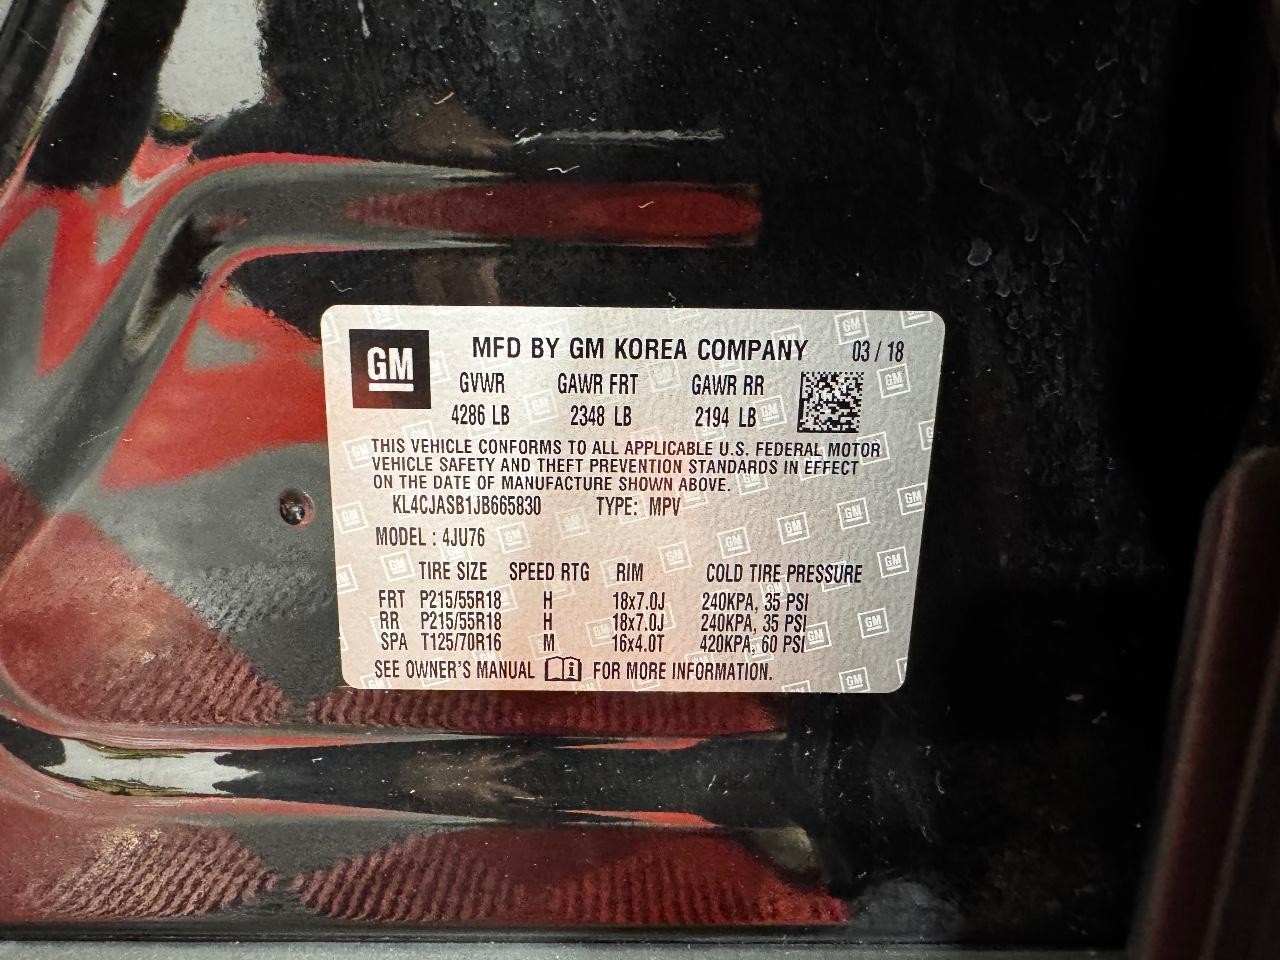 GM
MFD BY GM KOREA COMPANY 03/18
GVWR GAWR FRT GAWR RR
4286 LB 2348 LB 2194 LB
THIS VEHICLE CONFORMS TO ALL APPLICABLE U.S. FEDERAL MOTOR
VEHICLE SAFETY AND THEFT PREVENTION STANDARDS IN EFFECT
ON THE DATE OF MANUFACTURE SHOWN ABOVE.
KL4CJASB1JB665830 TYPE: MPV
MODEL : 4JU76
TIRE SIZE SPEED RTG RIM COLD TIRE PRESSURE
FRT P215/55R18 H 18x7.0J 240KPA, 35 PSI
RR P215/55R18 H 18x7.0J 240KPA, 35 PSI
SPA T125/70R16 M 16x4.0T 420KPA, 60 PSI
SEE OWNER'S MANUAL i FOR MORE INFORMATION.